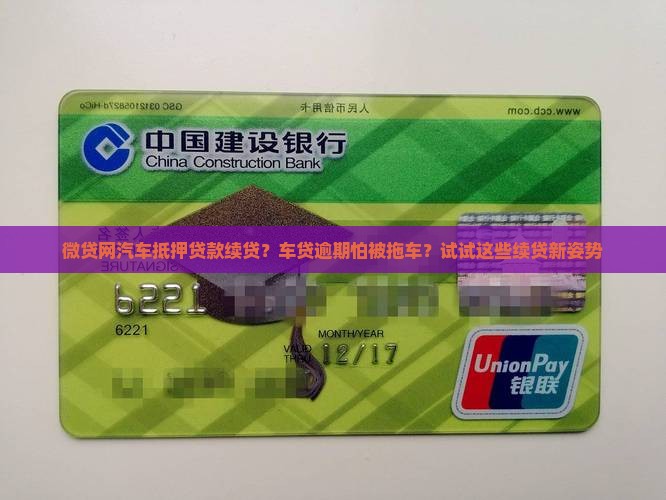 GSC 0312105827d-HiCo 人民币信用卡 www.ccb.com
中国建设银行
China Construction Bank
微贷网汽车抵押贷款续贷？车贷逾期怕被拖车？试试这些续贷新姿势
SIGNATURE
6221
6221
MONTH/YEAR
VALID THRU 12/17
UnionPay
银联